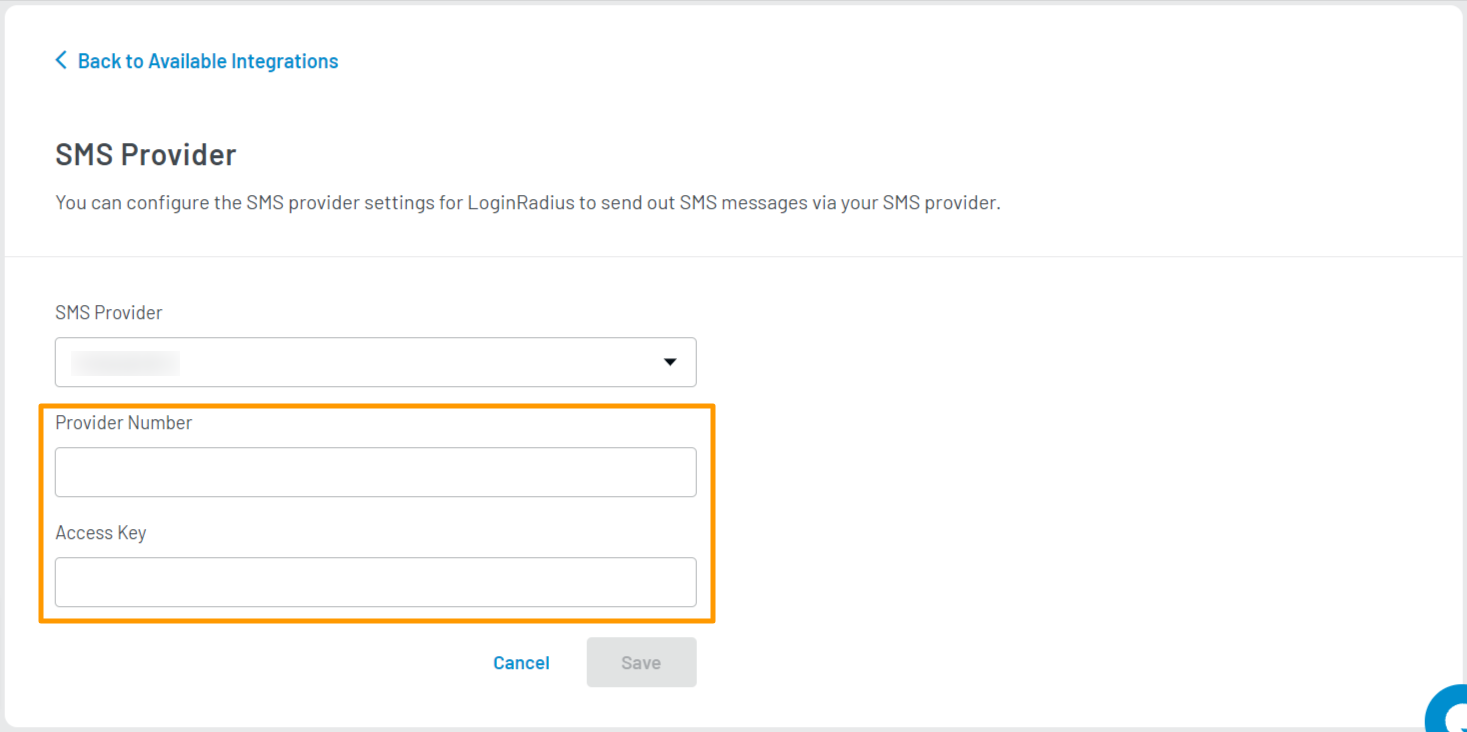 Back to Available Integrations
SMS Provider
You can configure the SMS provider settings for LoginRadius to send out SMS messages via your SMS provider.
SMS Provider
Provider Number
Access Key
Cancel Save